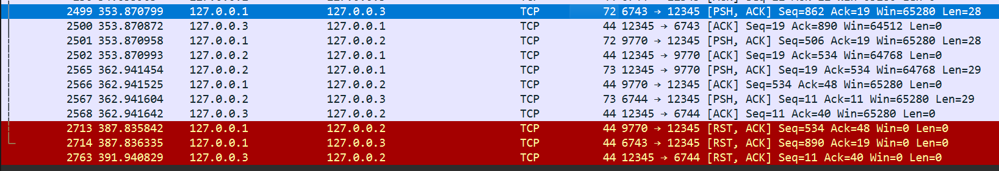 2499 353.870799 127.0.0.1 127.0.0.3 TCP 72 6743 → 12345 [PSH, ACK] Seq=862 Ack=19 Win=65280 Len=28
2500 353.870872 127.0.0.3 127.0.0.1 TCP 44 12345 → 6743 [ACK] Seq=19 Ack=890 Win=64512 Len=0
2501 353.870958 127.0.0.1 127.0.0.2 TCP 72 9770 → 12345 [PSH, ACK] Seq=506 Ack=19 Win=65280 Len=28
2502 353.870993 127.0.0.2 127.0.0.1 TCP 44 12345 → 9770 [ACK] Seq=19 Ack=534 Win=64768 Len=0
2565 362.941454 127.0.0.2 127.0.0.1 TCP 73 12345 → 9770 [PSH, ACK] Seq=19 Ack=534 Win=64768 Len=29
2566 362.941525 127.0.0.1 127.0.0.2 TCP 44 9770 → 12345 [ACK] Seq=534 Ack=48 Win=65280 Len=0
2567 362.941604 127.0.0.2 127.0.0.3 TCP 73 6744 → 12345 [PSH, ACK] Seq=11 Ack=11 Win=65280 Len=29
2568 362.941642 127.0.0.3 127.0.0.2 TCP 44 12345 → 6744 [ACK] Seq=11 Ack=40 Win=65280 Len=0
2713 387.835842 127.0.0.1 127.0.0.2 TCP 44 9770 → 12345 [RST, ACK] Seq=534 Ack=48 Win=0 Len=0
2714 387.836335 127.0.0.1 127.0.0.3 TCP 44 6743 → 12345 [RST, ACK] Seq=890 Ack=19 Win=0 Len=0
2763 391.940829 127.0.0.3 127.0.0.2 TCP 44 12345 → 6744 [RST, ACK] Seq=11 Ack=40 Win=0 Len=0